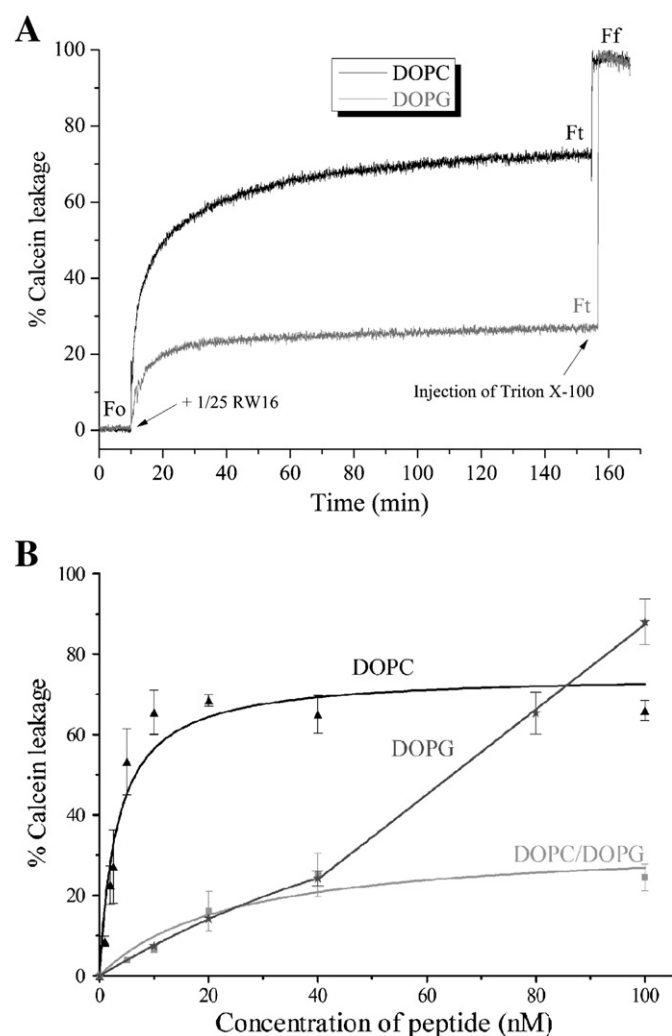 A
100
80
60
40
20
0
% Calcein leakage
DOPC
DOPG
Ff
Ft
Ft
Fo
+ 1/25 RW16
Injection of Triton X-100
0 20 40 60 80 100 120 140 160
Time (min)
B
100
80
60
40
20
0
% Calcein leakage
DOPC
DOPG
DOPC/DOPG
0 20 40 60 80 100
Concentration of peptide (nM)